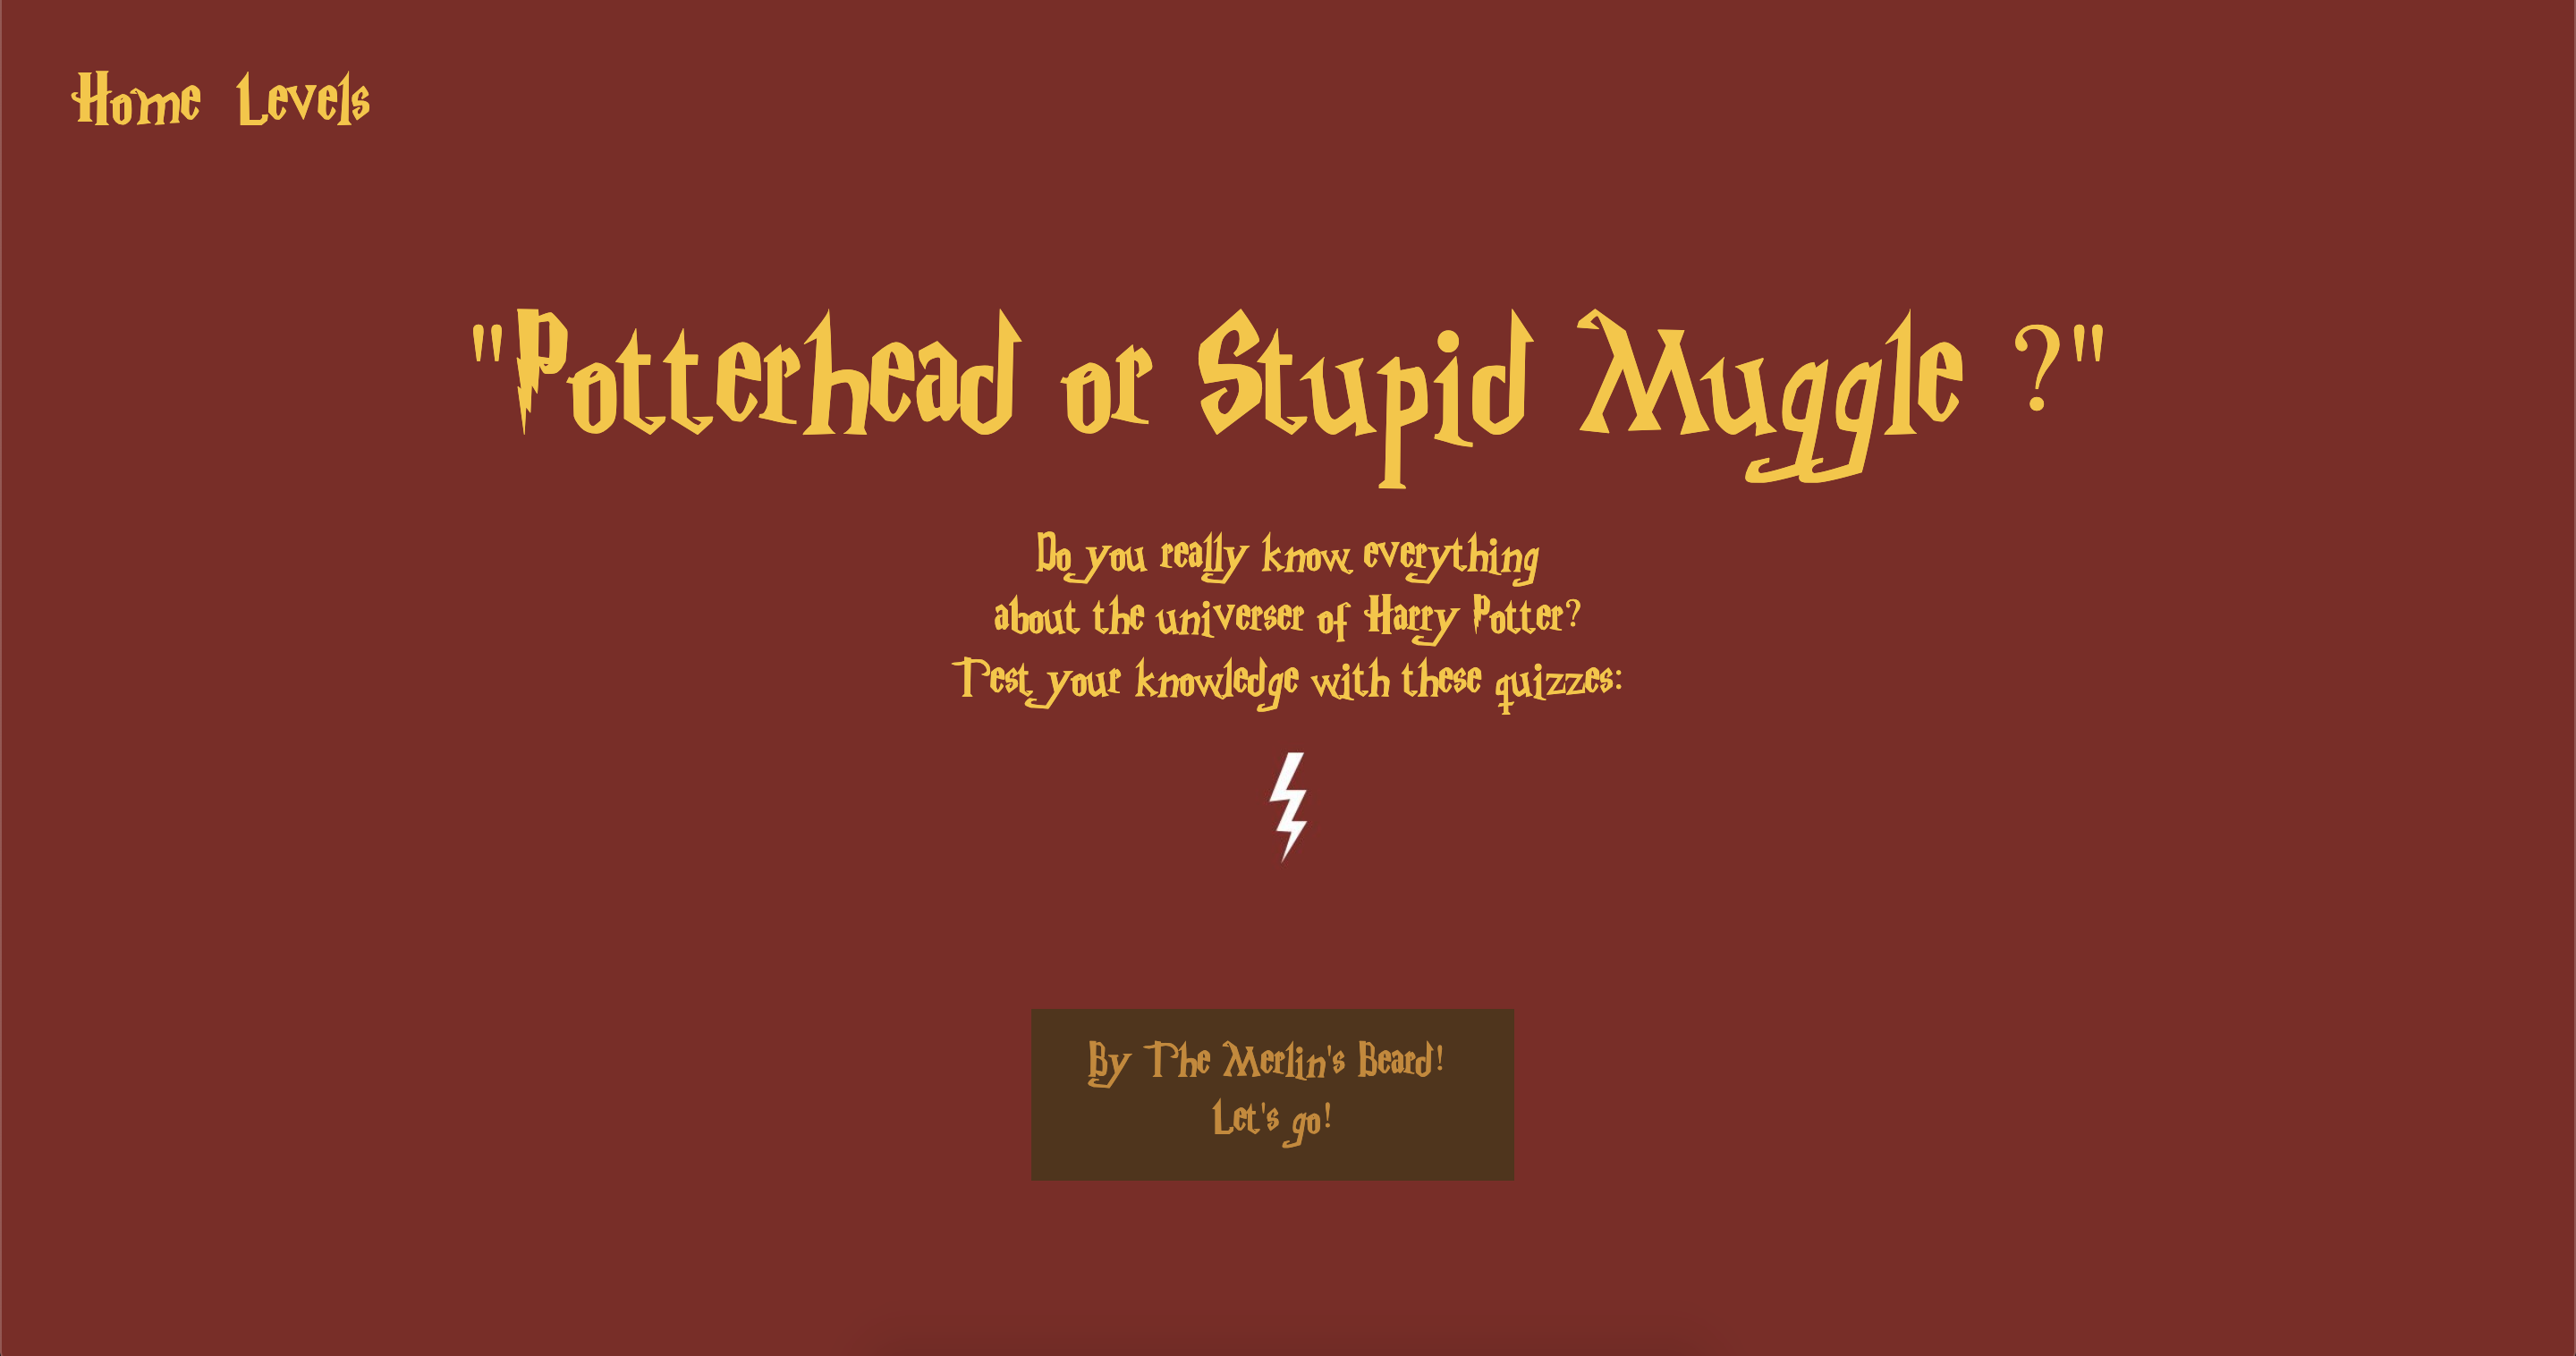 Home Levels
"Potterhead or Stupid Muggle ?"
Do you really know everything
about the universer of Harry Potter?
Test your knowledge with these quizzes:
By The Merlin's Beard!
Let's go!